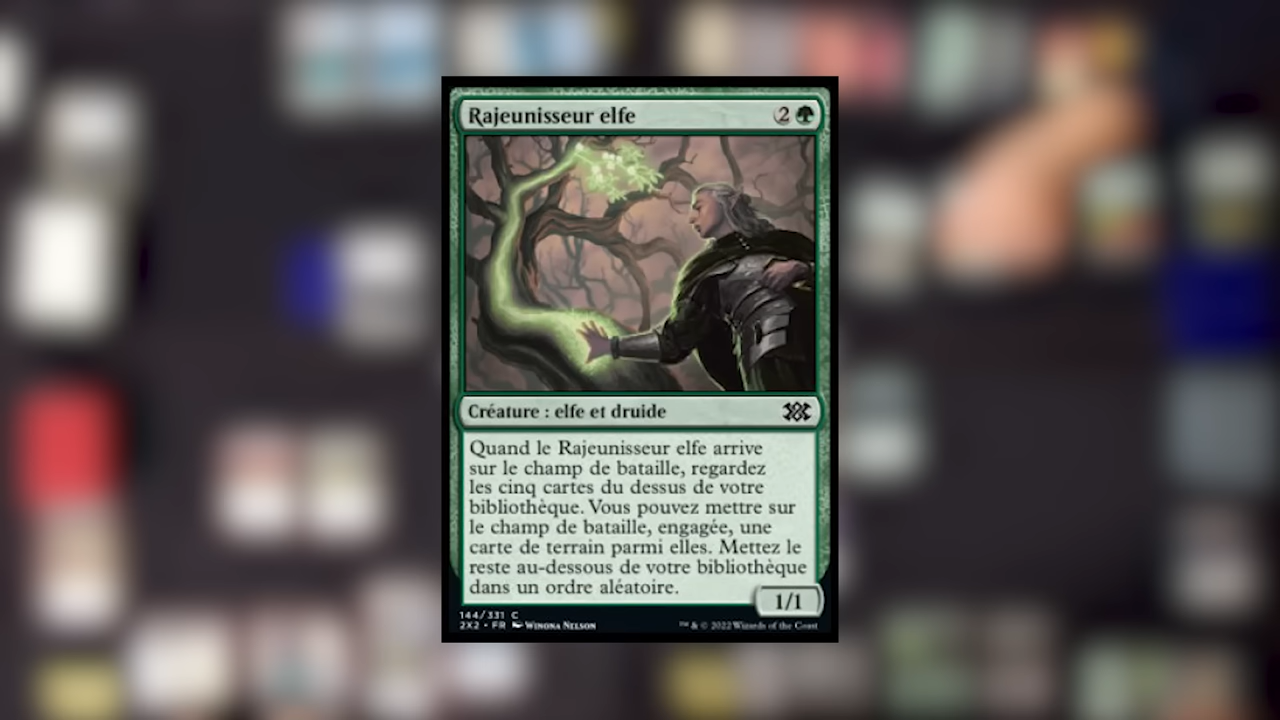 Rajeunisseur elfe 2
Créature : elfe et druide
Quand le Rajeunisseur elfe arrive
sur le champ de bataille, regardez
les cinq cartes du dessus de votre
bibliothèque. Vous pouvez mettre sur
le champ de bataille, engagée, une
carte de terrain parmi elles. Mettez le
reste au-dessous de votre bibliothèque
dans un ordre aléatoire.
1/1
144/331 C
2X2 • FR Winona Nelson
™ & © 2022 Wizards of the Coast